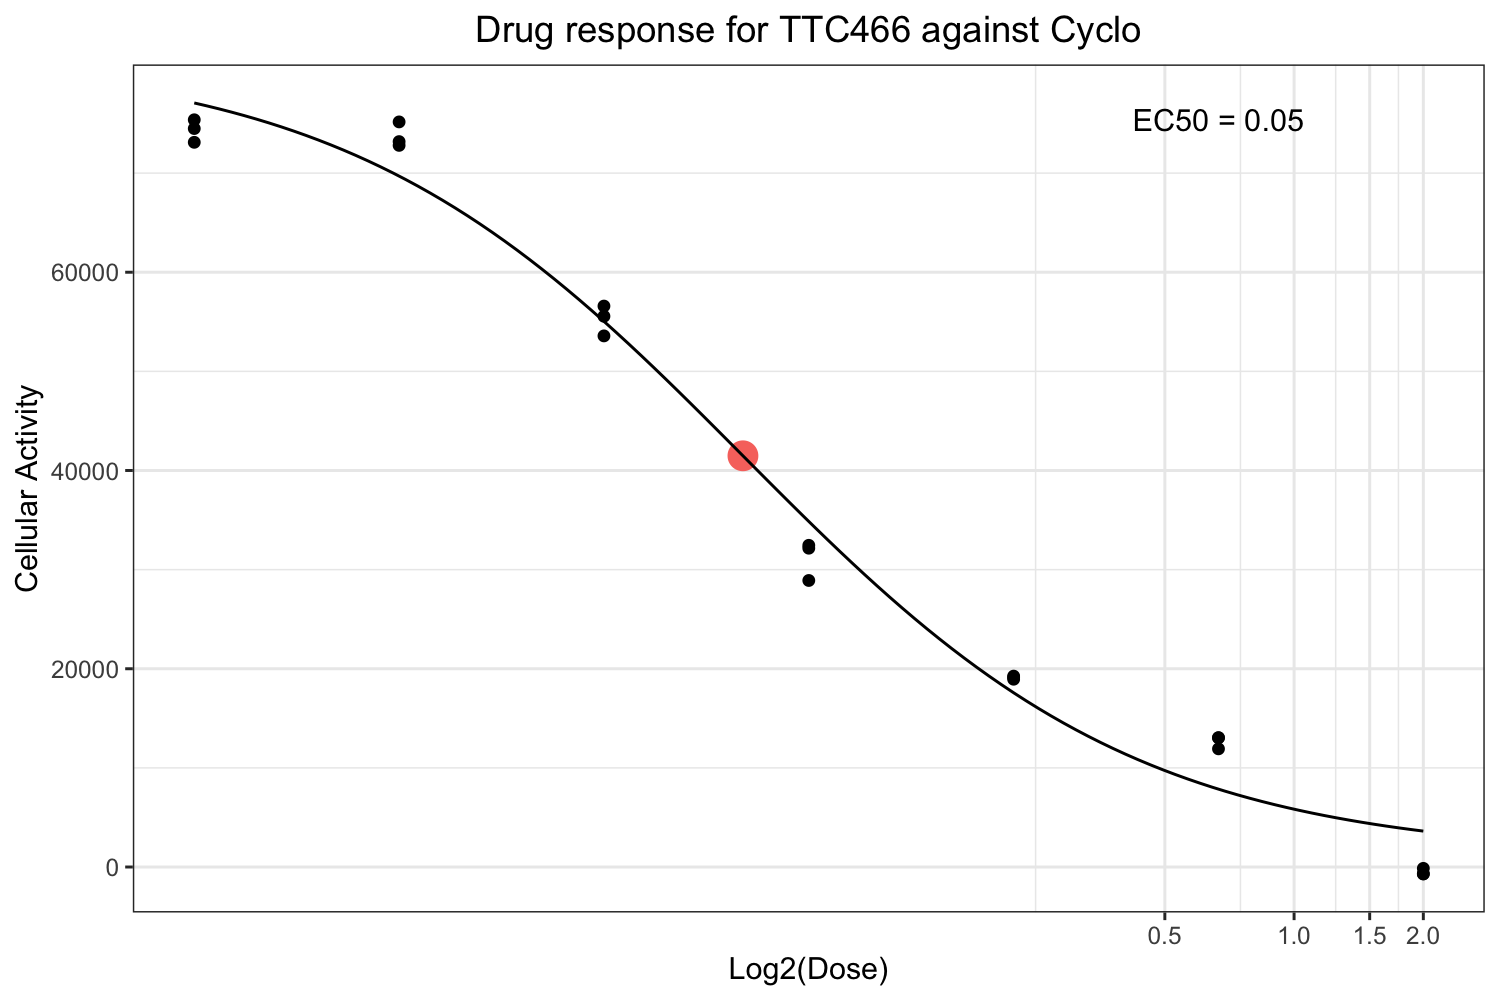 Drug response for TTC466 against Cyclo
EC50 = 0.05
Cellular Activity
60000
40000
20000
0
0.5 1.0 1.5 2.0
Log2(Dose)